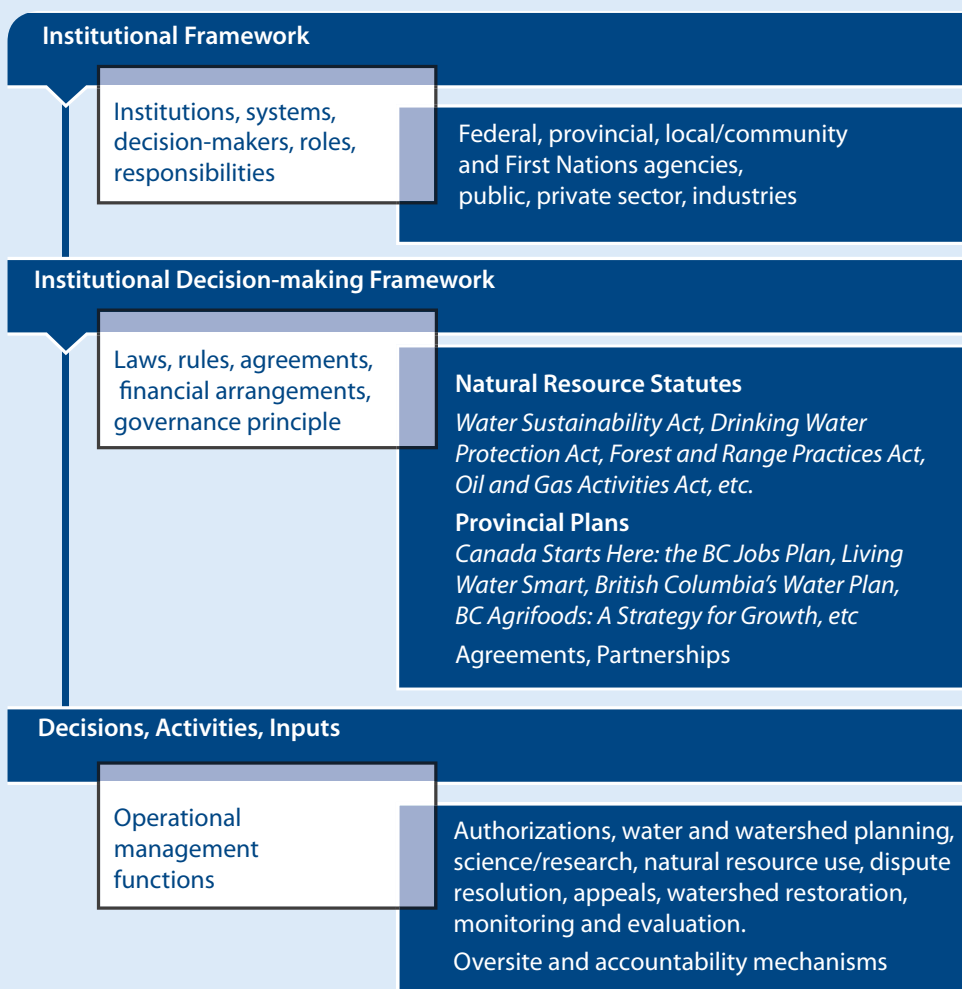 Institutional Framework
Institutions, systems,
decision-makers, roles,
responsibilities
Federal, provincial, local/community
and First Nations agencies,
public, private sector, industries
Institutional Decision-making Framework
Laws, rules, agreements,
financial arrangements,
governance principle
Natural Resource Statutes
Water Sustainability Act, Drinking Water
Protection Act, Forest and Range Practices Act,
Oil and Gas Activities Act, etc.
Provincial Plans
Canada Starts Here: the BC Jobs Plan, Living
Water Smart, British Columbia’s Water Plan,
BC Agrifoods: A Strategy for Growth, etc
Agreements, Partnerships
Decisions, Activities, Inputs
Operational
management
functions
Authorizations, water and watershed planning,
science/research, natural resource use, dispute
resolution, appeals, watershed restoration,
monitoring and evaluation.
Oversite and accountability mechanisms